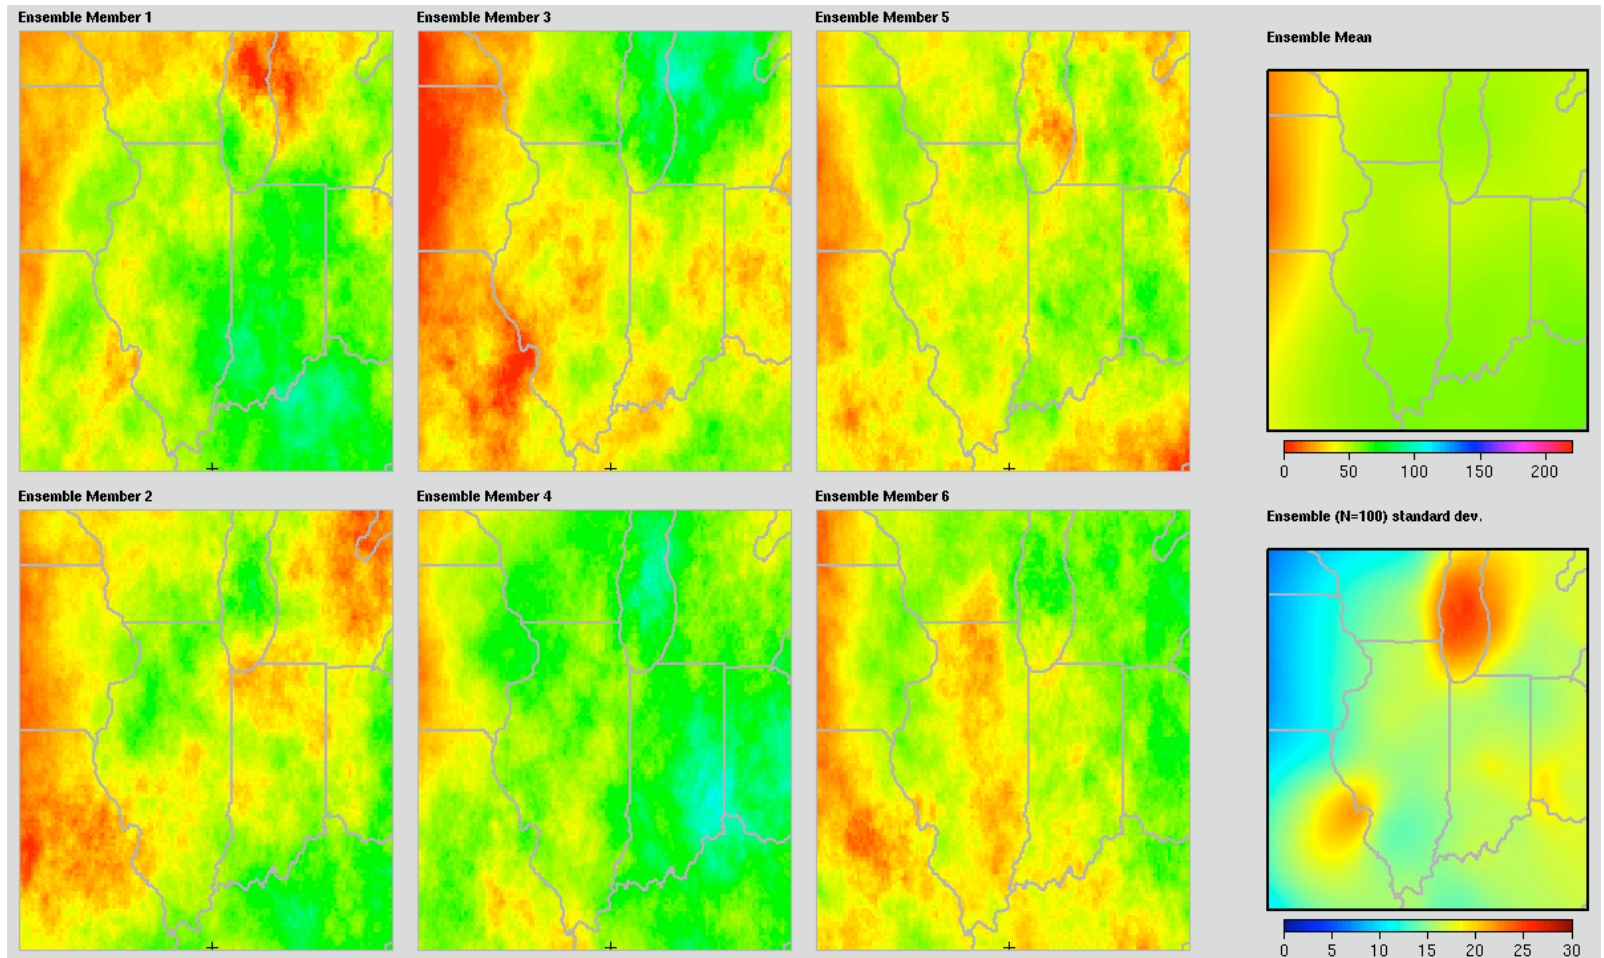 Ensemble Member 1
Ensemble Member 3
Ensemble Member 5
Ensemble Mean
0 50 100 150 200
Ensemble Member 2
Ensemble Member 4
Ensemble Member 6
Ensemble (N=100) standard dev.
0 5 10 15 20 25 30